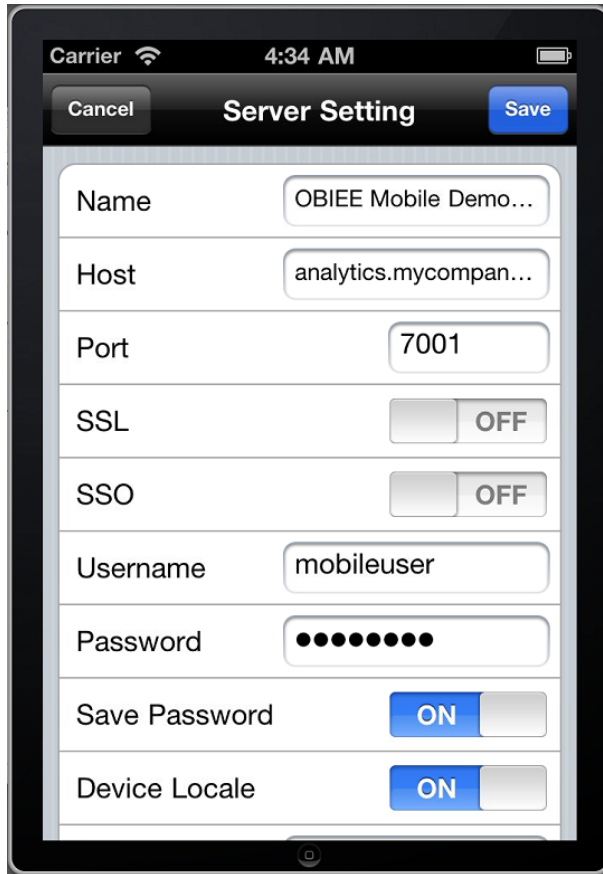 Carrier 4:34 AM
Cancel Server Setting Save
Name OBIEE Mobile Demo...
Host analytics.mycompan...
Port 7001
SSL OFF
SSO OFF
Username mobileuser
Password ●●●●●●●●
Save Password ON
Device Locale ON